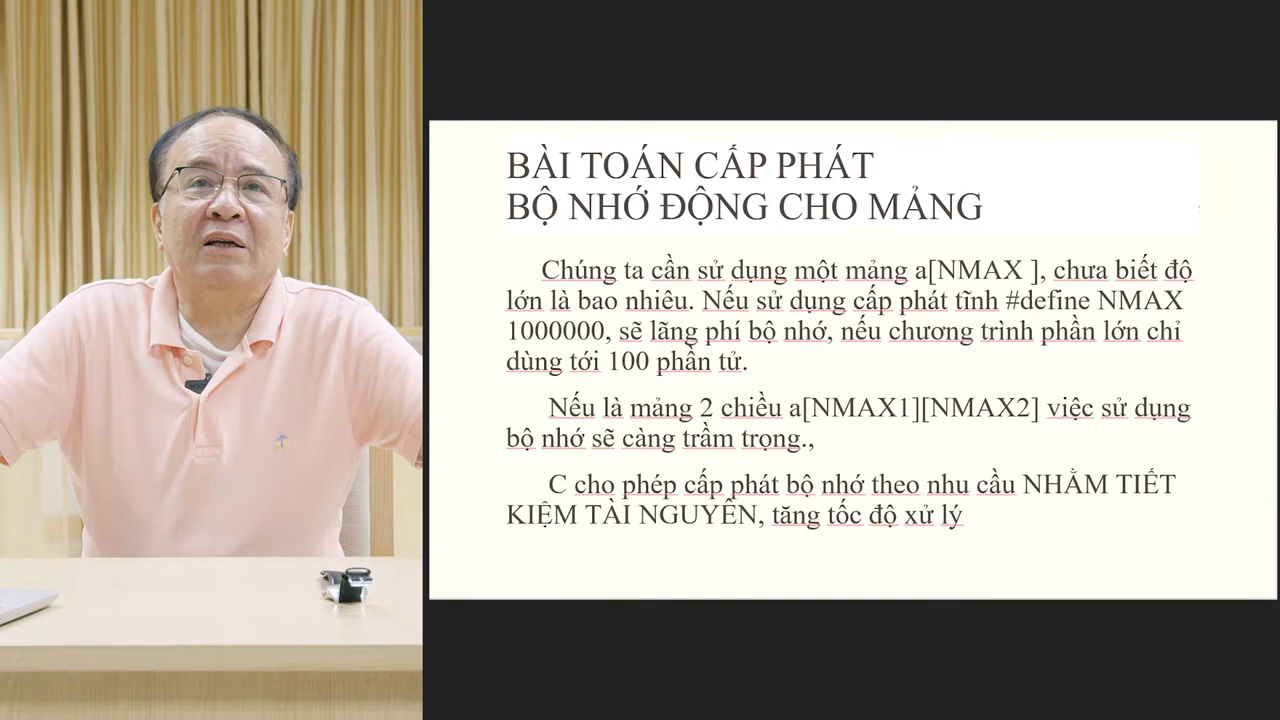 BÀI TOÁN CẤP PHÁT
BỘ NHỚ ĐỘNG CHO MẢNG
Chúng ta cần sử dụng một mảng a[NMAX ], chưa biết độ
lớn là bao nhiêu. Nếu sử dụng cấp phát tĩnh #define NMAX
1000000, sẽ lãng phí bộ nhớ, nếu chương trình phần lớn chỉ
dùng tới 100 phần tử.
Nếu là mảng 2 chiều a[NMAX1][NMAX2] việc sử dụng
bộ nhớ sẽ càng trầm trọng.,
C cho phép cấp phát bộ nhớ theo nhu cầu NHẰM TIẾT
KIỆM TÀI NGUYÊN, tăng tốc độ xử lý